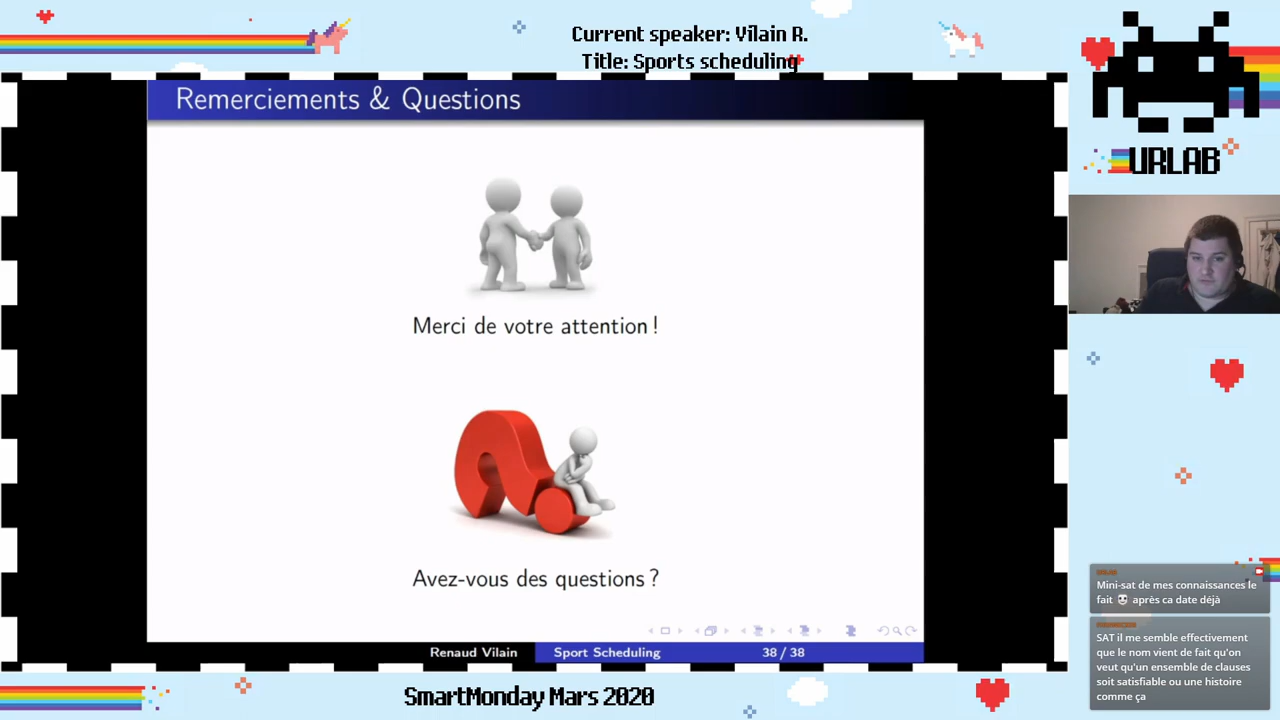 Current speaker: Vilain R.
Title: Sports scheduling
Remerciements & Questions
URLAB
Merci de votre attention !
Avez-vous des questions ?
Mini-sat de mes connaissances le
fait 💀 après ca date déjà
SAT il me semble effectivement
que le nom vient de fait qu'on
veut qu'un ensemble de clauses
soit satisfiable ou une histoire
comme ça
Renaud Vilain Sport Scheduling 38 / 38
SmartMonday Mars 2020